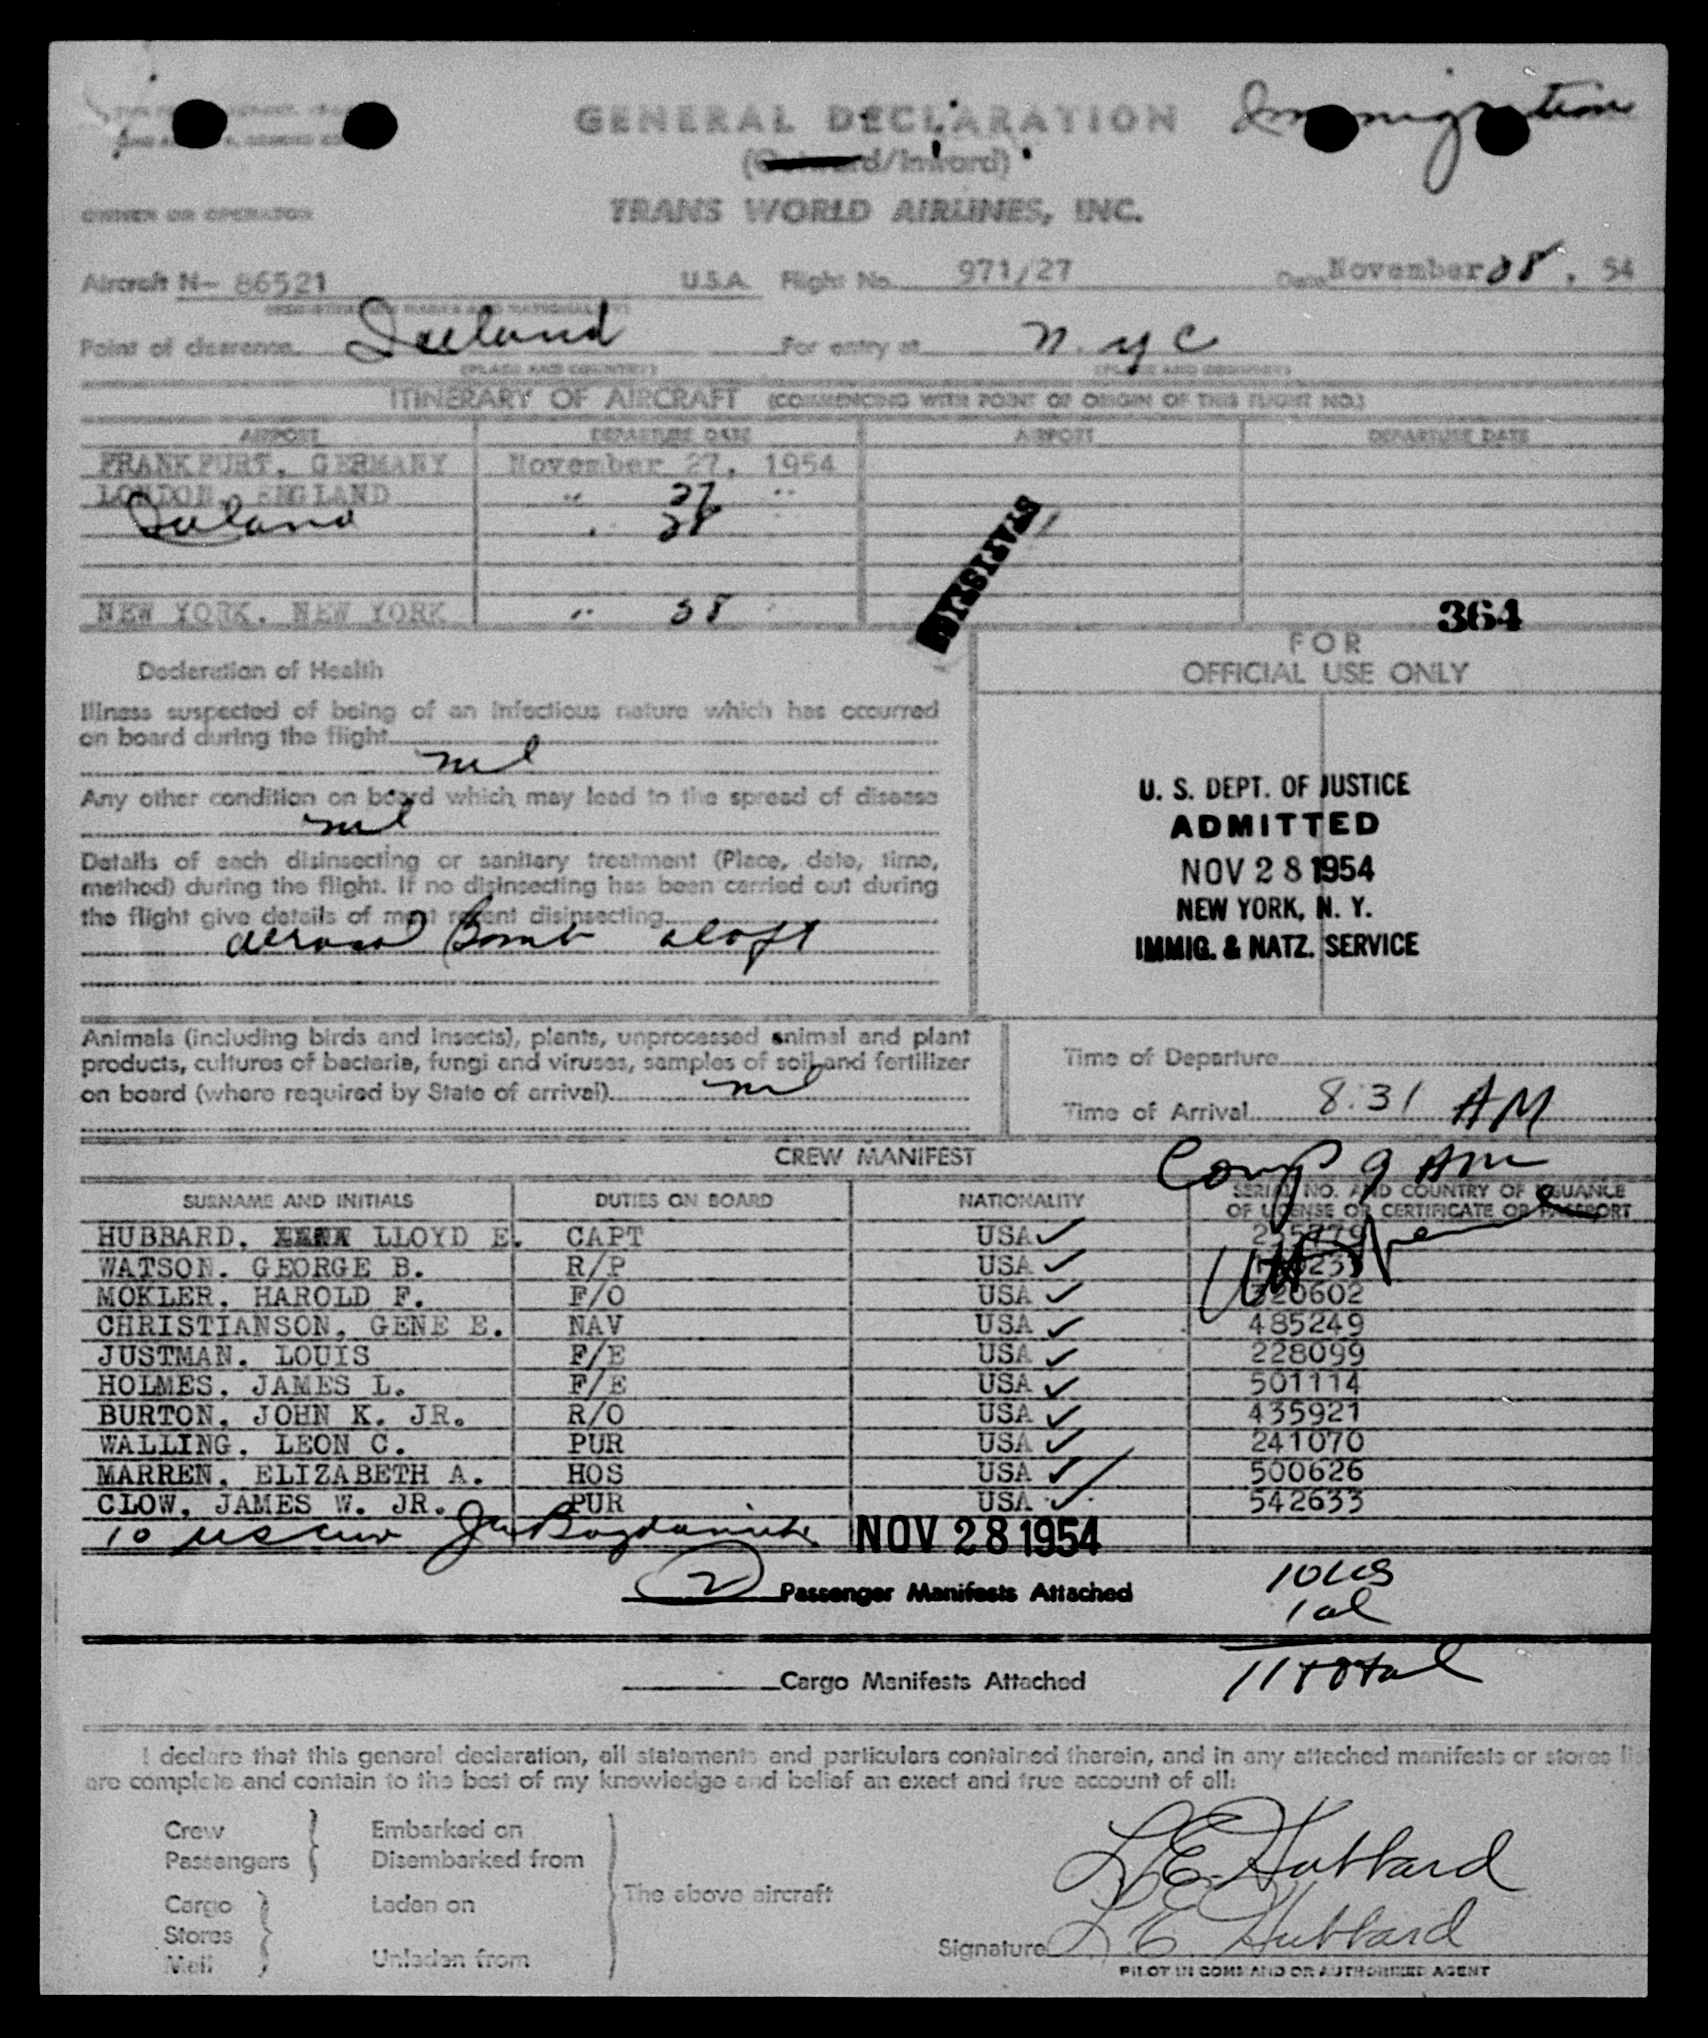 GENERAL DECLARATION
Immigration
(Outward/Inward)
OWNER OR OPERATOR
TRANS WORLD AIRLINES, INC.
Aircraft N- 86521 U.S.A. Flight No. 971/27 Date November 28, 54
Point of clearance Iceland For entry at N.Y.C
(PLACE AND COUNTRY) (PLACE AND COUNTRY)
ITINERARY OF AIRCRAFT (COMMENCING WITH POINT OF ORIGIN OF THIS FLIGHT NO.)
AIRPORT DEPARTURE DATE AIRPORT DEPARTURE DATE
FRANKFURT, GERMANY November 27, 1954
LONDON, ENGLAND " 27 "
Iceland " 28 "
NEW YORK, NEW YORK " 28 "
364
FOR
OFFICIAL USE ONLY
Declaration of Health
Illness suspected of being of an infectious nature which has occurred
on board during the flight
nil
Any other condition on board which may lead to the spread of disease
nil
Details of each disinsecting or sanitary treatment (Place, date, time,
method) during the flight. If no disinsecting has been carried out during
the flight give details of most recent disinsecting
aerosol Bomb aloft
U. S. DEPT. OF JUSTICE
ADMITTED
NOV 28 1954
NEW YORK, N. Y.
IMMIG. & NATZ. SERVICE
Animals (including birds and insects), plants, unprocessed animal and plant
products, cultures of bacteria, fungi and viruses, samples of soil and fertilizer
on board (where required by State of arrival) nil
Time of Departure
Time of Arrival 8:31 AM
Comp 9 Am
CREW MANIFEST
SURNAME AND INITIALS DUTIES ON BOARD NATIONALITY SERIAL NO. AND COUNTRY OF ISSUANCE
OF LICENSE OR CERTIFICATE OR PASSPORT
HUBBARD, LLOYD E. CAPT USA
WATSON, GEORGE B. R/P USA
MOKLER, HAROLD F. F/O USA 320602
CHRISTIANSON, GENE E. NAV USA 485249
JUSTMAN, LOUIS F/E USA 228099
HOLMES, JAMES L. F/E USA 501114
BURTON, JOHN K. JR. R/O USA 435921
WALLING, LEON C. PUR USA 241070
MARREN, ELIZABETH A. HOS USA 500626
CLOW, JAMES W. JR. PUR USA 542633
10 US crew
NOV 28 1954
2 Passenger Manifests Attached
10 US
1 al
11 total
Cargo Manifests Attached
I declare that this general declaration, all statements and particulars contained therein, and in any attached manifests or stores
are complete and contain to the best of my knowledge and belief an exact and true account of all:
Crew Embarked on
Passengers Disembarked from
The above aircraft
Cargo Laden on
Stores
Mail Unladen from
L.E. Hubbard
Signature L.E. Hubbard
PILOT IN COMMAND OR AUTHORIZED AGENT